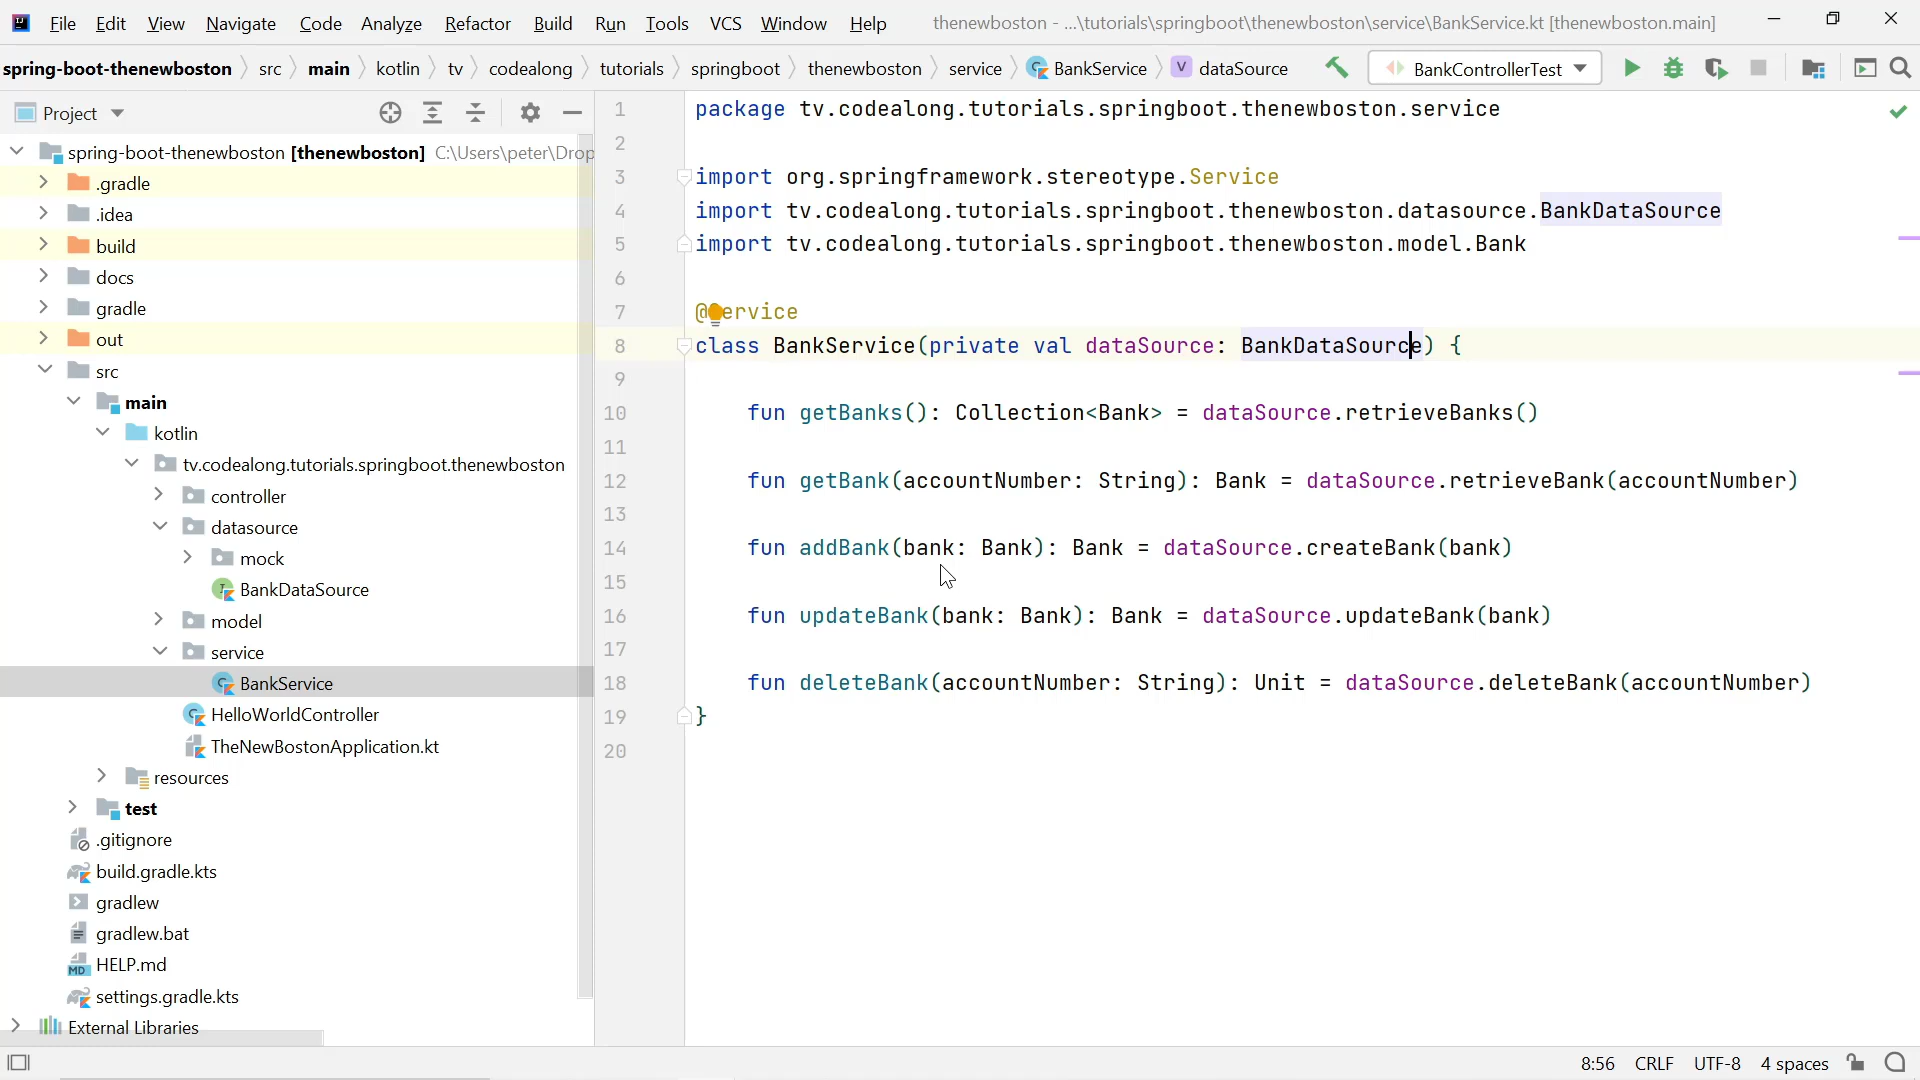 File Edit View Navigate Code Analyze Refactor Build Run Tools VCS Window Help thenewboston - ...\tutorials\springboot\thenewboston\service\BankService.kt [thenewboston.main]
spring-boot-thenewboston src main kotlin tv codealong tutorials springboot thenewboston service BankService dataSource BankControllerTest
Project
spring-boot-thenewboston [thenewboston] C:\Users\peter\Drop
.gradle
.idea
build
docs
gradle
out
src
main
kotlin
tv.codealong.tutorials.springboot.thenewboston
controller
datasource
mock
BankDataSource
model
service
BankService
HelloWorldController
TheNewBostonApplication.kt
resources
test
.gitignore
build.gradle.kts
gradlew
gradlew.bat
HELP.md
settings.gradle.kts
External Libraries
1 package tv.codealong.tutorials.springboot.thenewboston.service
2
3 import org.springframework.stereotype.Service
4 import tv.codealong.tutorials.springboot.thenewboston.datasource.BankDataSource
5 import tv.codealong.tutorials.springboot.thenewboston.model.Bank
6
7 @Service
8 class BankService(private val dataSource: BankDataSource) {
9
10 fun getBanks(): Collection<Bank> = dataSource.retrieveBanks()
11
12 fun getBank(accountNumber: String): Bank = dataSource.retrieveBank(accountNumber)
13
14 fun addBank(bank: Bank): Bank = dataSource.createBank(bank)
15
16 fun updateBank(bank: Bank): Bank = dataSource.updateBank(bank)
17
18 fun deleteBank(accountNumber: String): Unit = dataSource.deleteBank(accountNumber)
19 }
20
8:56 CRLF UTF-8 4 spaces